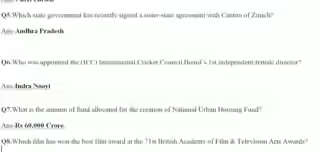 Q5.Which state government has recently signed a sister-state agreement with Canton of Zurich?
Ans-Andhra Pradesh
Q6.Who was appointed the (ICC) International Cricket Council Board's 1st independent female director?
Ans-Indra Nooyi
Q7.What is the amount of fund allocated for the creation of National Urban Housing Fund?
Ans-Rs 60,000 Crore.
Q8.Which film has won the best film award at the 71st British Academy of Film & Television Arts Awards?